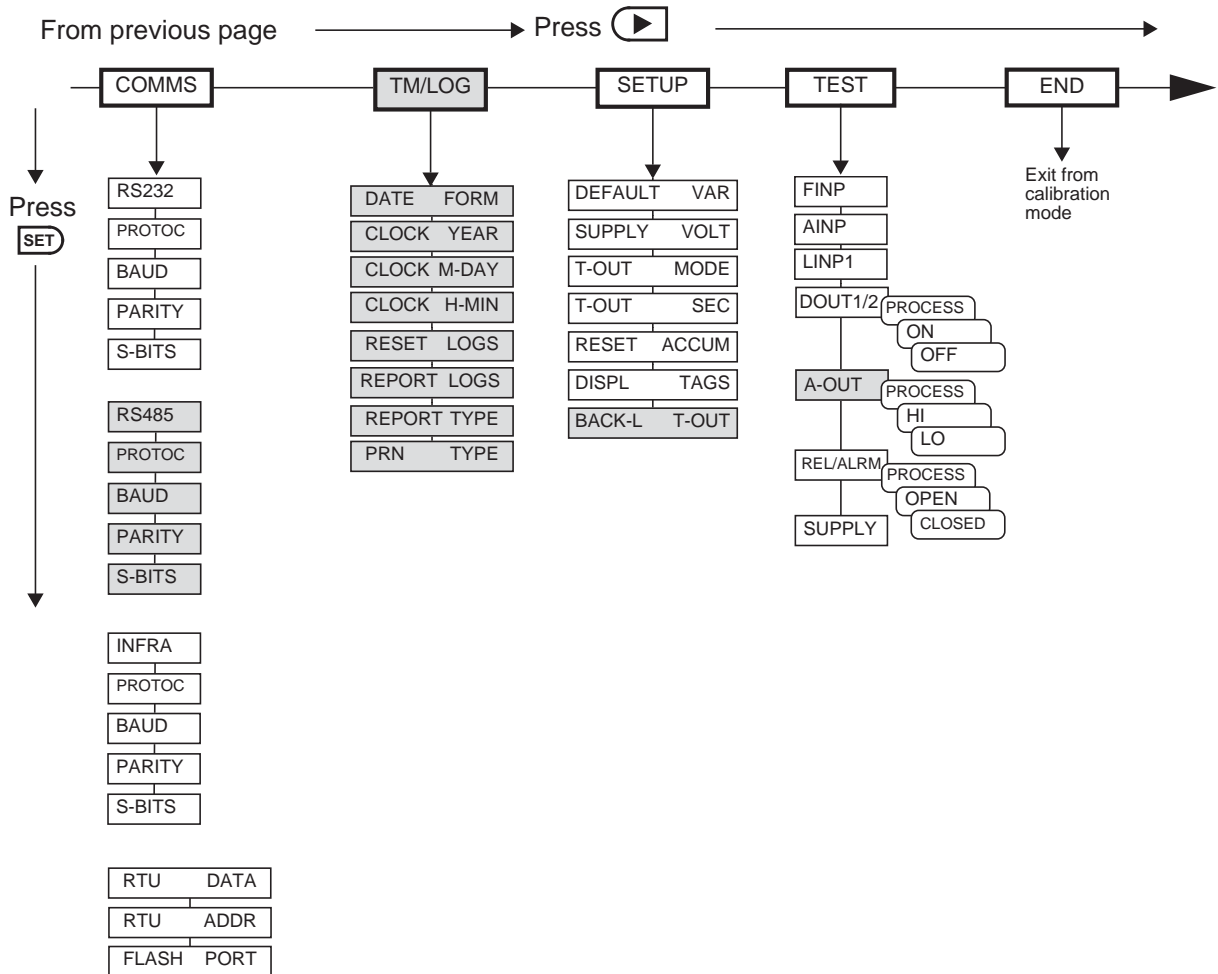 From previous page
Press
COMMS
TM/LOG
SETUP
TEST
END
Press
SET
RS232
PROTOC
BAUD
PARITY
S-BITS
RS485
PROTOC
BAUD
PARITY
S-BITS
INFRA
PROTOC
BAUD
PARITY
S-BITS
RTU DATA
RTU ADDR
FLASH PORT
DATE FORM
CLOCK YEAR
CLOCK M-DAY
CLOCK H-MIN
RESET LOGS
REPORT LOGS
REPORT TYPE
PRN TYPE
DEFAULT VAR
SUPPLY VOLT
T-OUT MODE
T-OUT SEC
RESET ACCUM
DISPL TAGS
BACK-L T-OUT
FINP
AINP
LINP1
DOUT1/2
PROCESS
ON
OFF
A-OUT
PROCESS
HI
LO
REL/ALRM
PROCESS
OPEN
CLOSED
SUPPLY
Exit from
calibration
mode